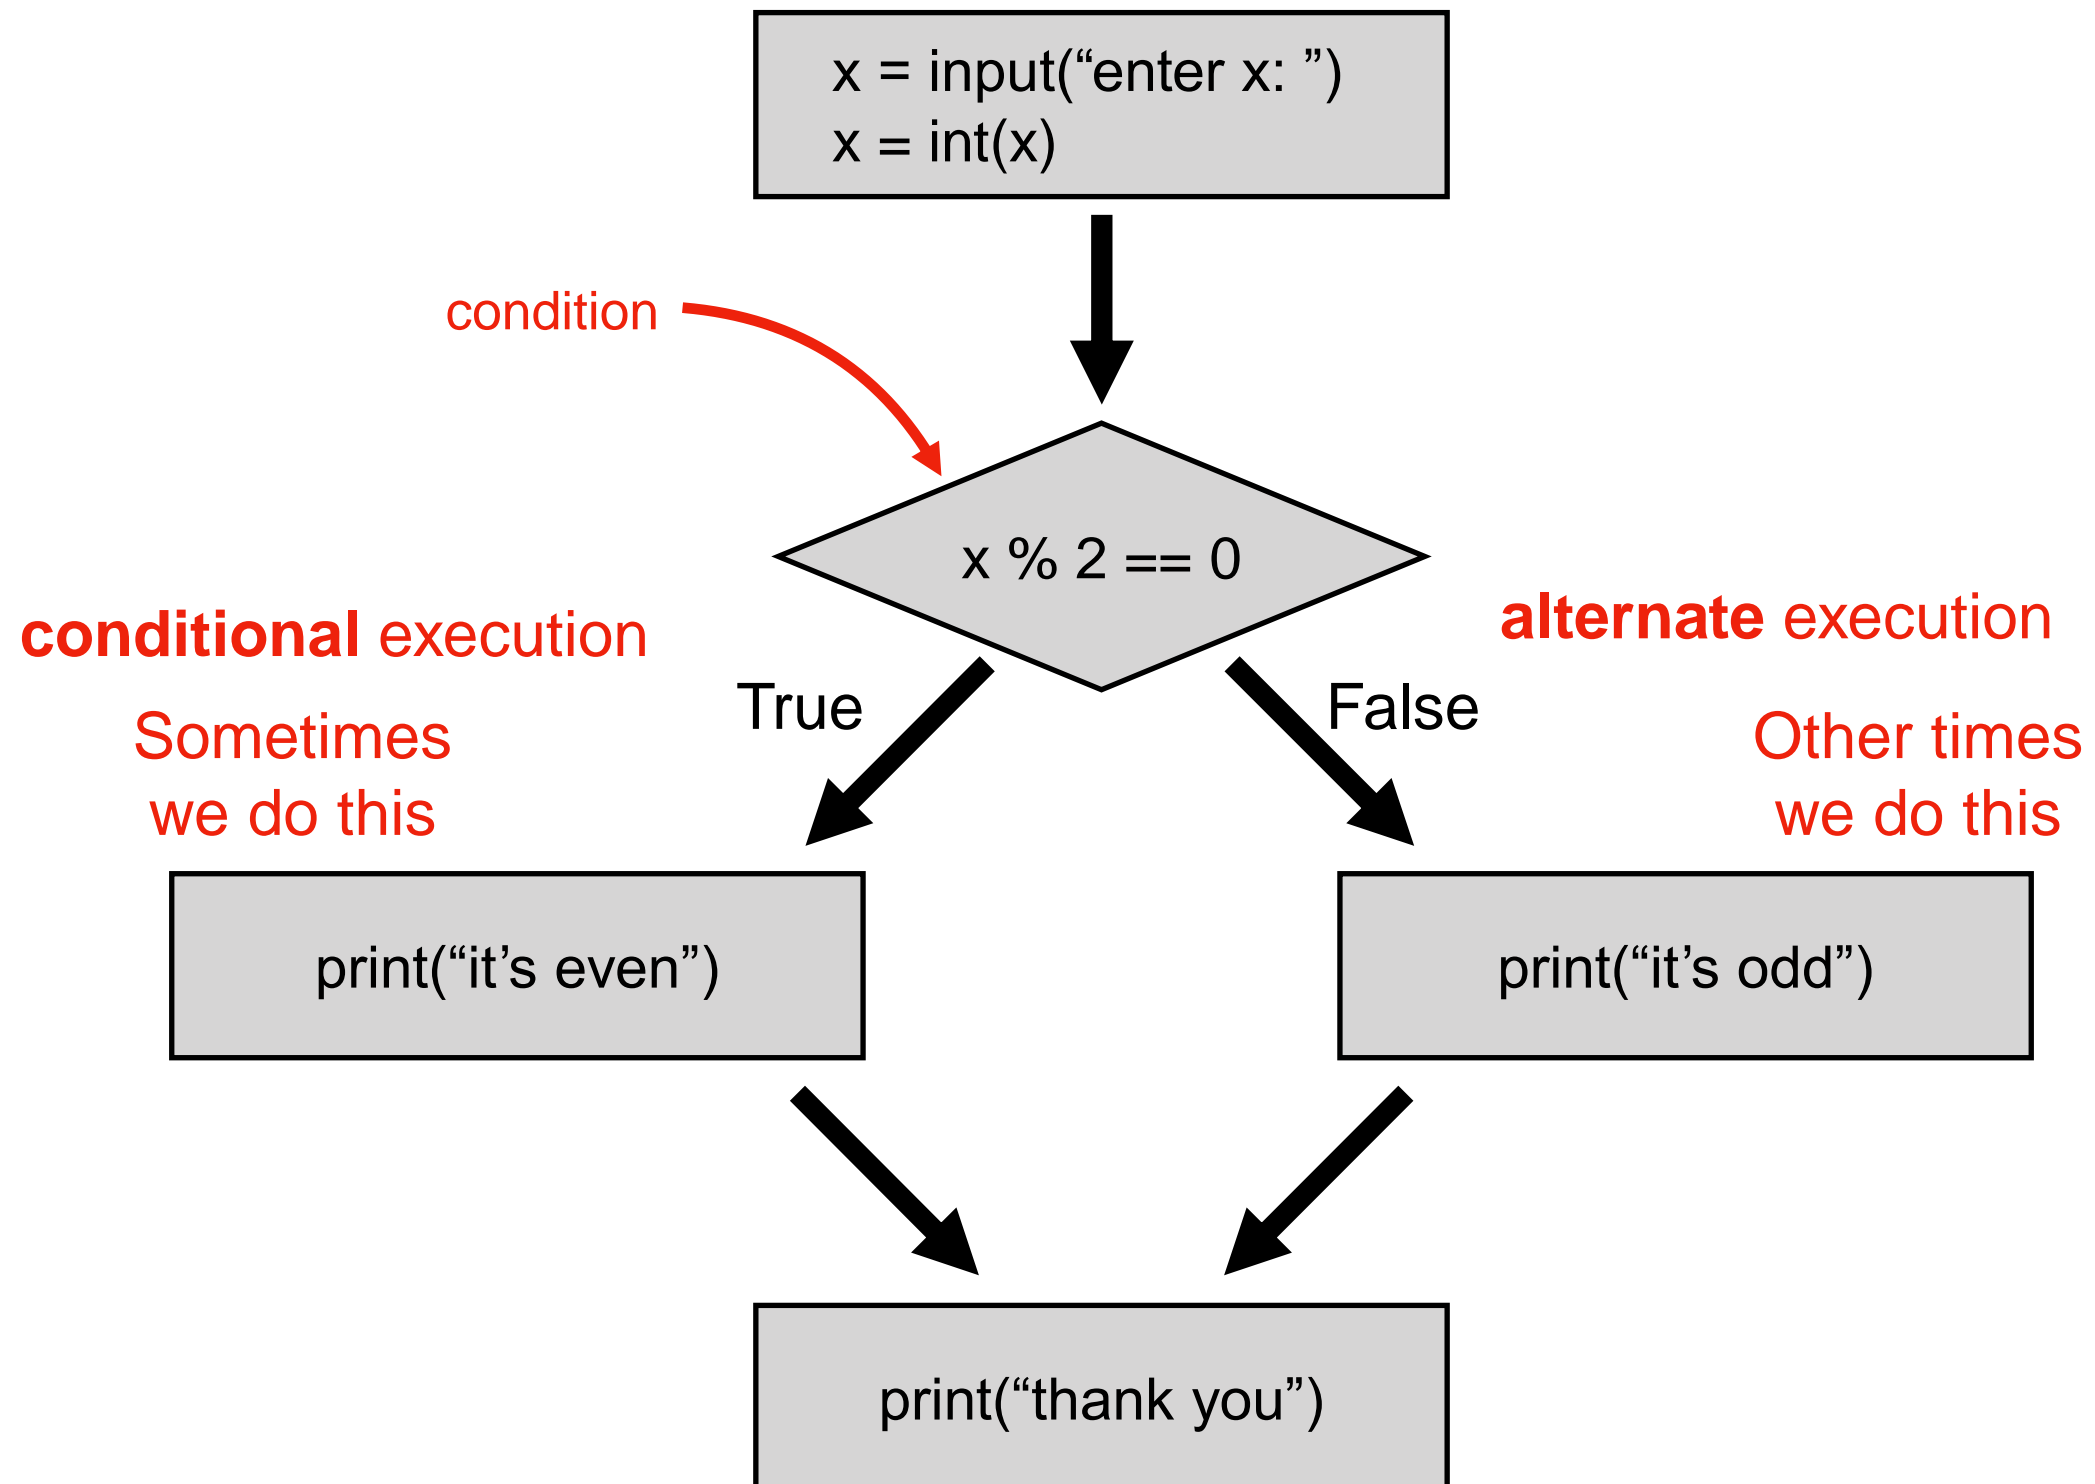 x = input(“enter x: ”)
x = int(x)
condition
x % 2 == 0
conditional execution
alternate execution
True
False
Sometimes
we do this
Other times
we do this
print(“it’s even”)
print(“it’s odd”)
print(“thank you”)